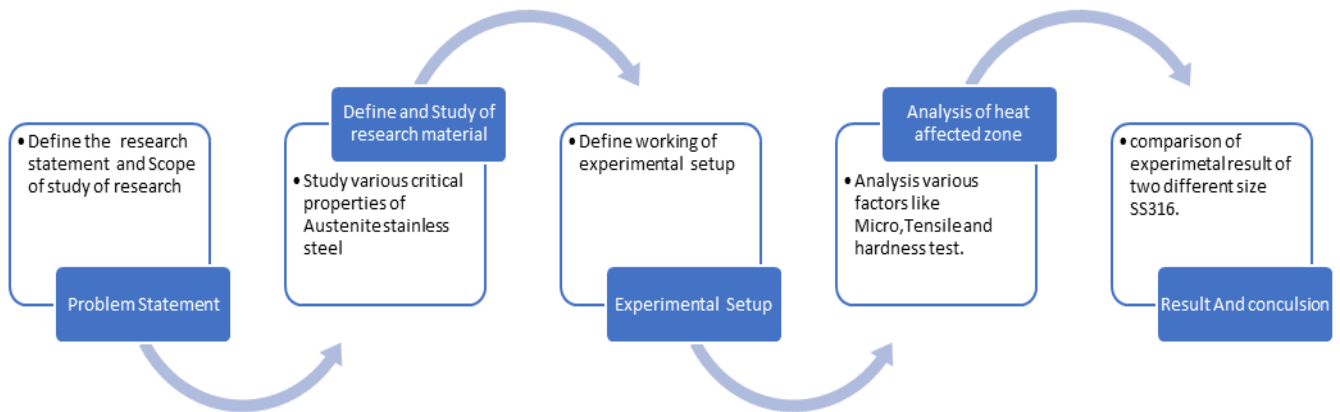 • Define the research
statement and Scope
of study of research
Problem Statement
Define and Study of
research material
• Study various critical
properties of
Austenite stainless
steel
• Define working of
experimental setup
Experimental Setup
Analysis of heat
affected zone
• Analysis various
factors like
Micro,Tensile and
hardness test.
• comparison of
experimetal result of
two different size
SS316.
Result And conculsion